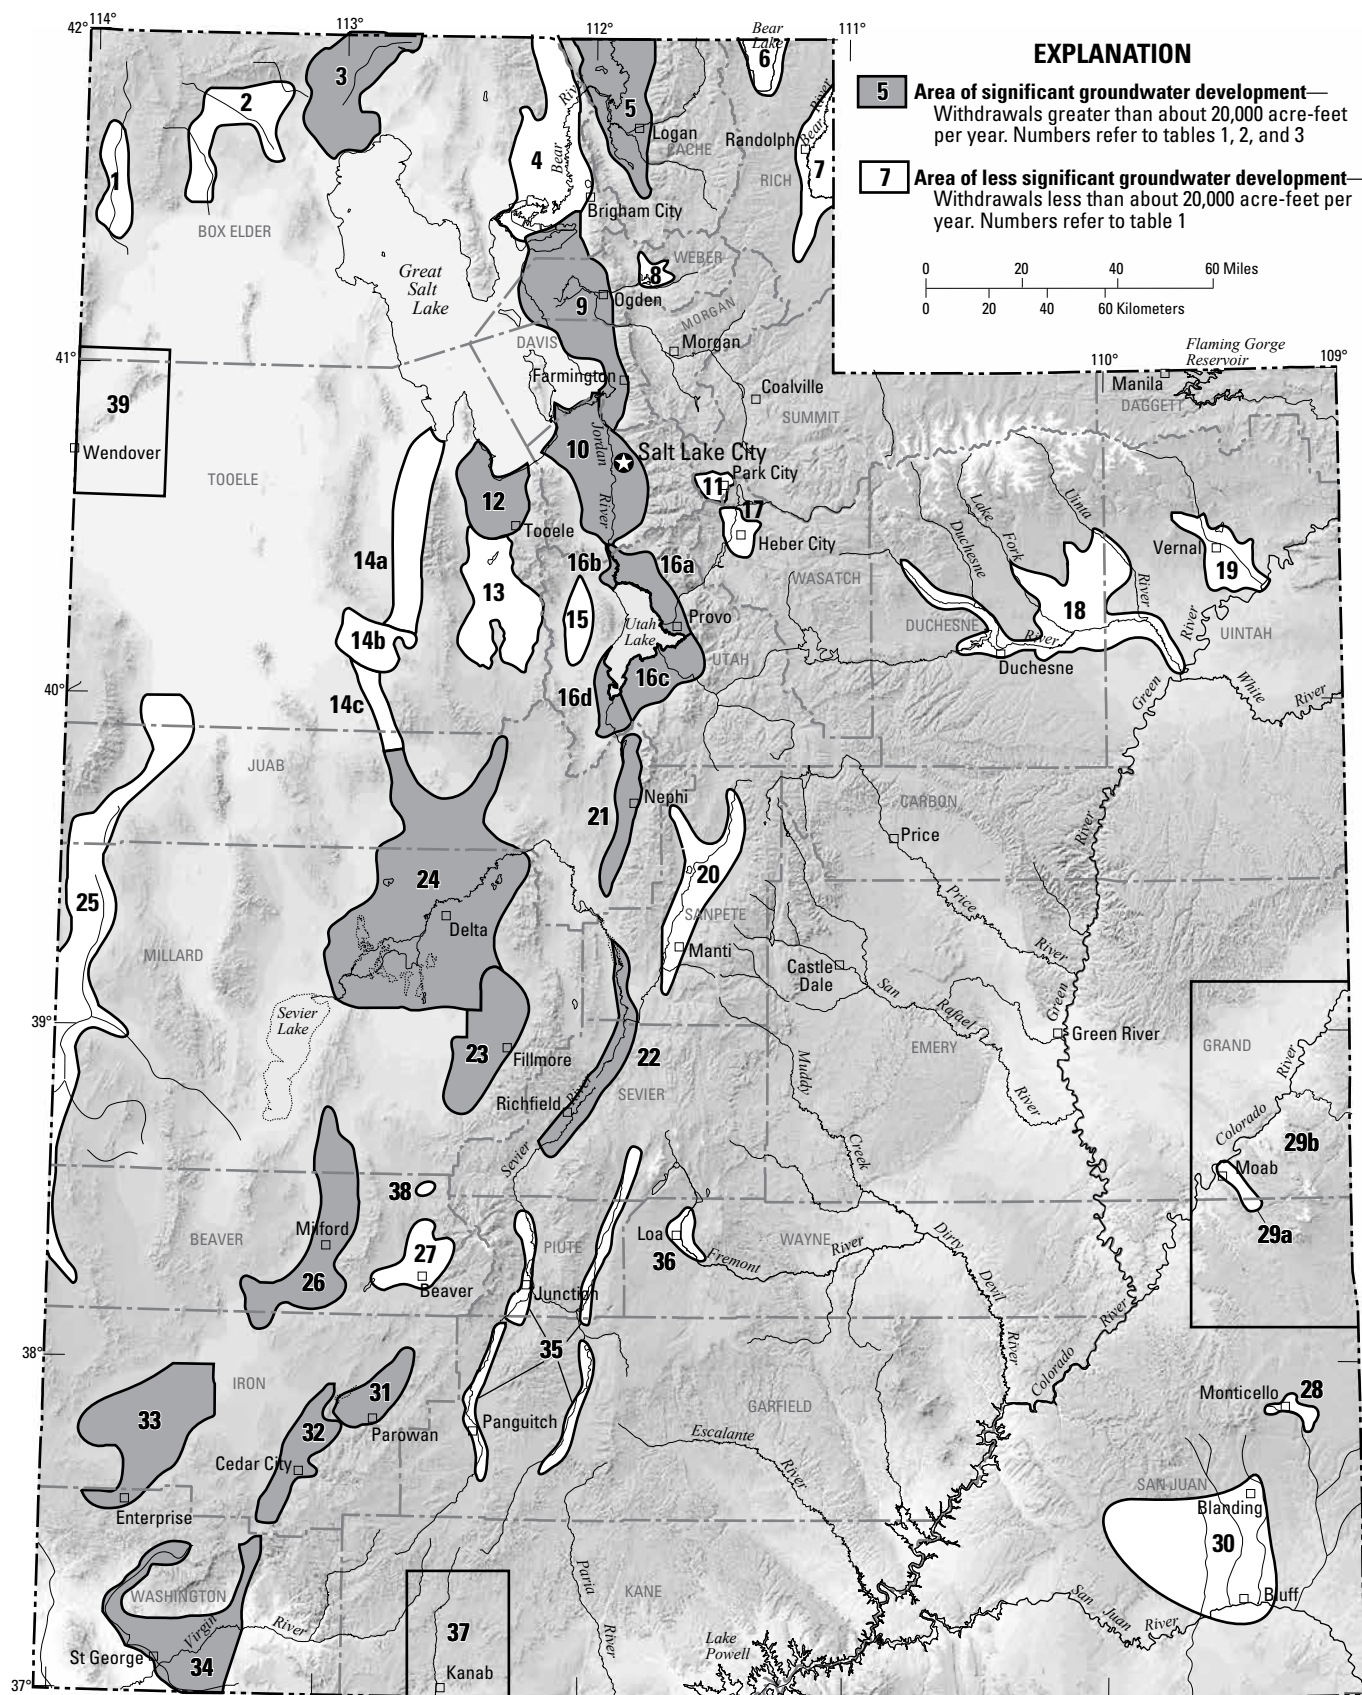 42°
114°
113°
112°
111°
Bear
Lake
EXPLANATION
5 Area of significant groundwater development—
Withdrawals greater than about 20,000 acre-feet
per year. Numbers refer to tables 1, 2, and 3
7 Area of less significant groundwater development—
Withdrawals less than about 20,000 acre-feet per
year. Numbers refer to table 1
0 20 40 60 Miles
0 20 40 60 Kilometers
1
2
3
4
5
6
7
River
Bear
Logan
CACHE
Randolph
Bear
River
RICH
Brigham City
BOX ELDER
Great
Salt
Lake
WEBER
8
9
Ogden
MORGAN
Morgan
DAVIS
Farmington
41°
110°
109°
Flaming Gorge
Reservoir
Manila
DAGGETT
39
Wendover
TOOELE
Coalville
SUMMIT
10
Jordan
River
Salt Lake City
Park City
11
12
Tooele
17
Heber City
14a
13
16b
16a
15
Utah
Lake
Provo
WASATCH
Duchesne
Lake
Fork
Uinta
River
Vernal
19
18
DUCHESNE
River
Duchesne
River
UINTAH
14b
14c
16d
16c
UTAH
Green
White
River
40°
JUAB
21
Nephi
CARBON
Price
River
20
24
25
Delta
SANPETE
Manti
Price
River
MILLARD
Castle
Dale
San
Rafael
River
Green
Green River
39°
Sevier
Lake
23
Fillmore
22
EMERY
GRAND
River
Colorado
29b
Moab
29a
Richfield
River
SEVIER
Muddy
Creek
Sevier
38
Milford
BEAVER
26
27
Beaver
PIUTE
Junction
Loa
36
Fremont
River
WAYNE
Dirty
Devil
River
River
Colorado
38°
35
IRON
31
Parowan
33
32
Cedar City
Panguitch
GARFIELD
Escalante
River
Monticello
28
Enterprise
SAN JUAN
Blanding
30
Bluff
WASHINGTON
Virgin
River
St George
34
37
Kanab
Paria
River
KANE
Lake
Powell
San
Juan
River
37°